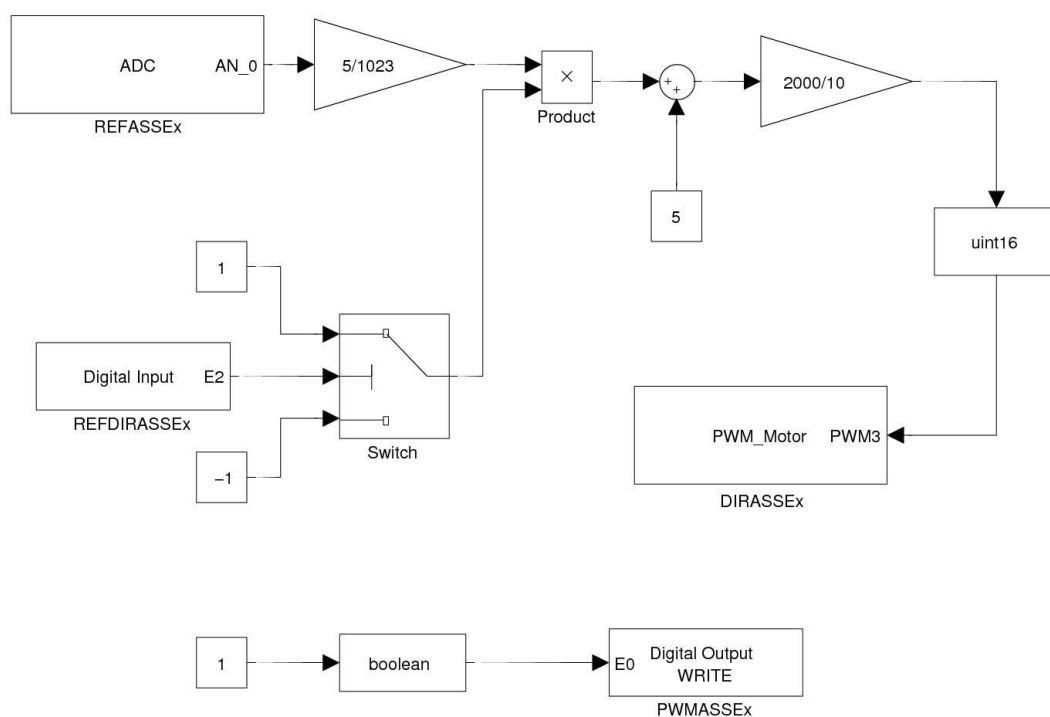 ADC
AN_0
REFASSEx
5/1023
×
Product
+
+
2000/10
5
uint16
1
Digital Input
E2
REFDIRASSEx
Switch
−1
PWM_Motor
PWM3
DIRASSEx
1
boolean
E0
Digital Output
WRITE
PWMASSEx